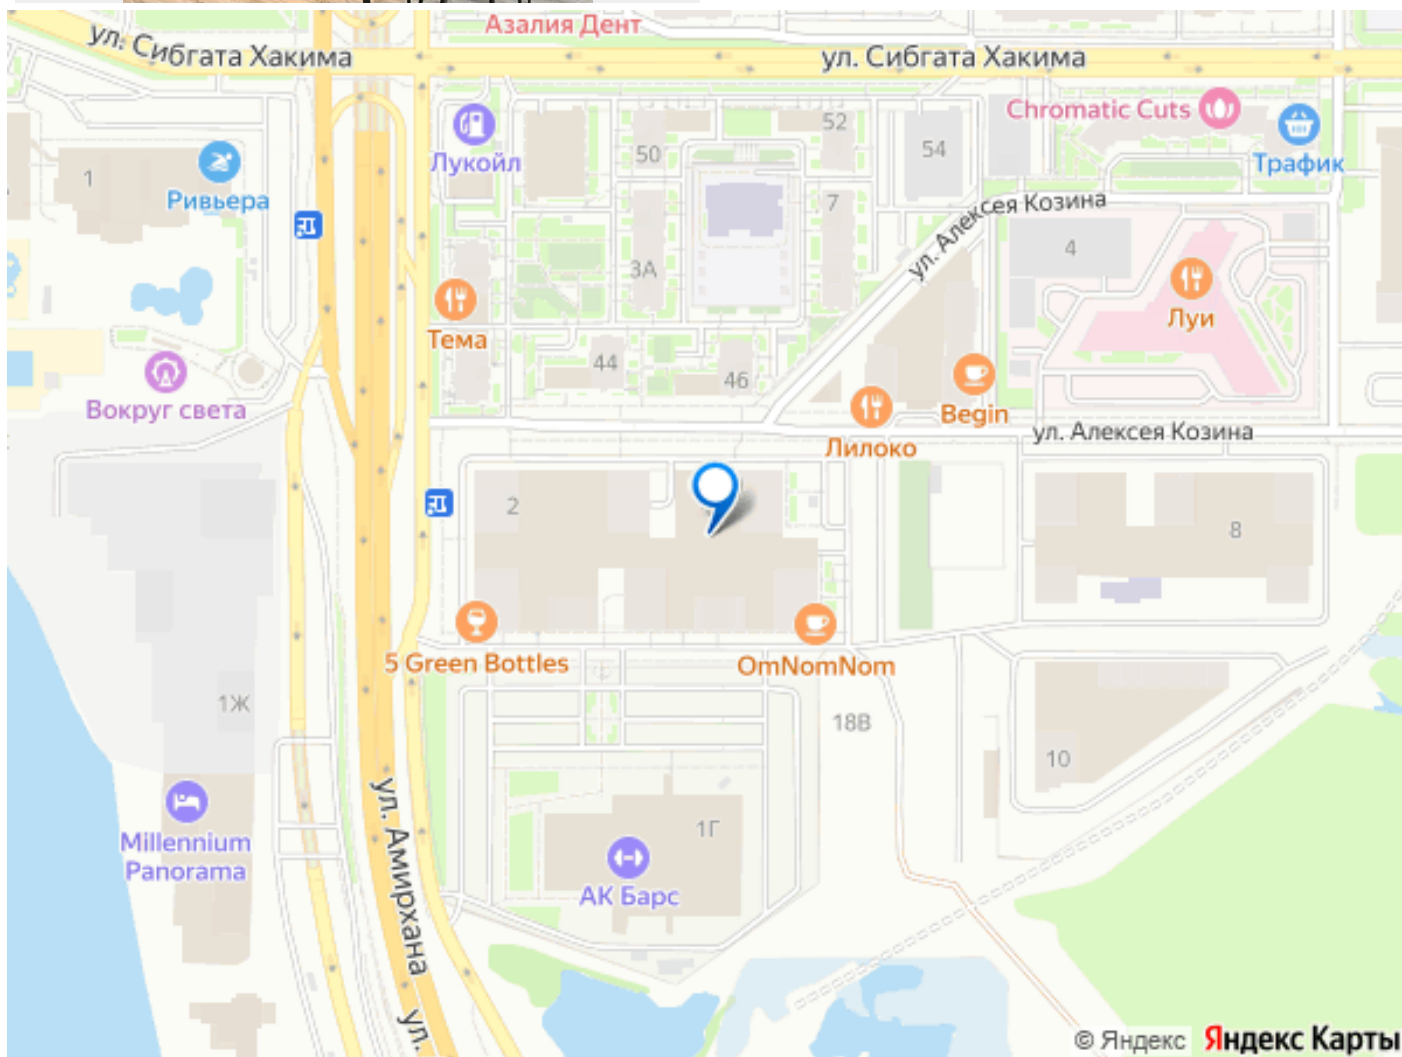 Азалия Дент
ул. Сибгата Хакима
ул. Сибгата Хакима
Chromatic Cuts
Лукойл
50
52
54
Трафик
1
Ривьера
7
ул. Алексея Козина
4
3А
Луи
Тема
44
46
Вокруг света
Begin
Лилоко
ул. Алексея Козина
2
8
5 Green Bottles
OmNomNom
1Ж
18В
10
ул. Амирхана
Millennium
Panorama
1Г
АК Барс
ул.
© Яндекс Яндекс Карты